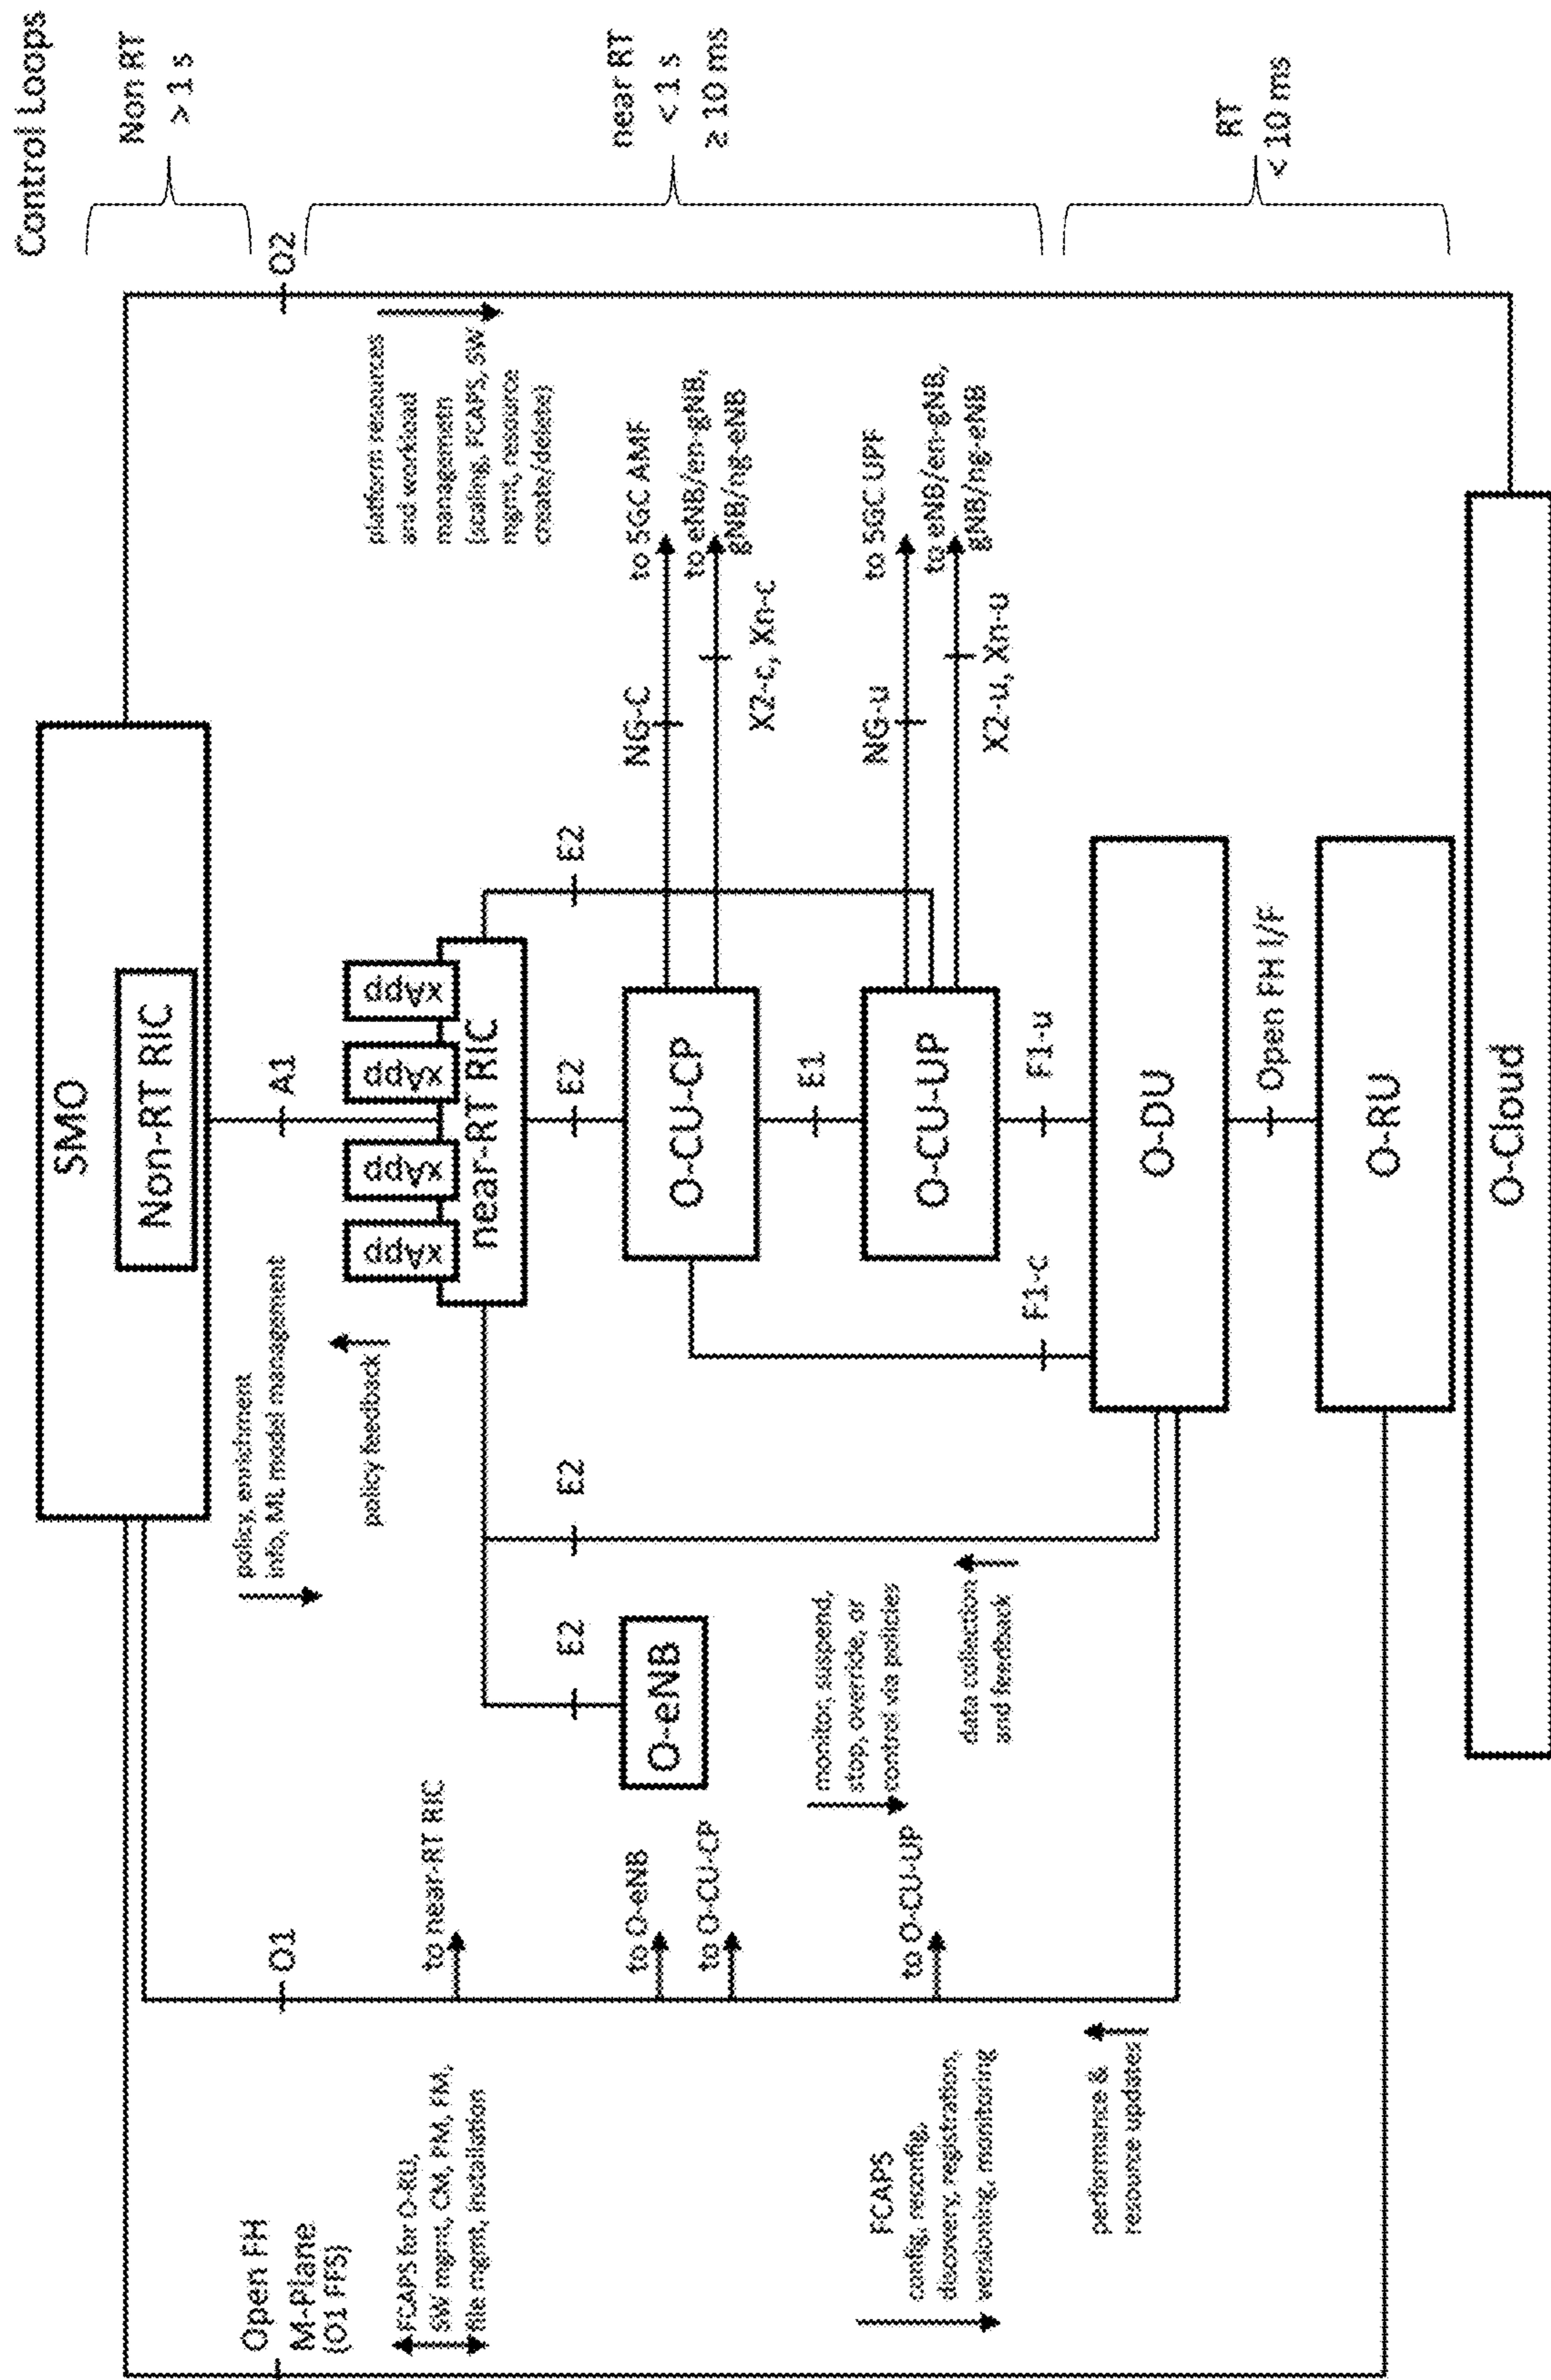 Control Loops
Non RT
> 1 s
near RT
< 1 s
≥ 10 ms
RT
< 10 ms
SMO
Non-RT RIC
Open FH
M-Plane
(O1 FFS)
O1
A1
O2
policy, enrichment
info, ML model management
policy feedback
FCAPS for O-RU,
SW mgmt, CM, PM, FM,
file mgmt, installation
platform resources
and workload
managemetn
(scaling, FCAPS, SW
mgmt, resource
create/delete)
xApp
xApp
xApp
xApp
near-RT RIC
to near-RT RIC
E2
E2
E2
E2
O-eNB
O-CU-CP
to O-eNB
to O-CU-CP
NG-C
to 5GC AMF
to eNB/en-gNB,
gNB/ng-eNB
X2-c, Xn-c
E1
monitor, suspend,
stop, override, or
control via policies
data collection
and feedback
O-CU-UP
to O-CU-UP
NG-u
to 5GC UPF
to eNB/en-gNB,
gNB/ng-eNB
X2-u, Xn-u
FCAPS
config, reconfig,
discovery, registration,
versioning, monitoring
F1-c
F1-u
performance &
resource updates
O-DU
Open FH I/F
O-RU
O-Cloud